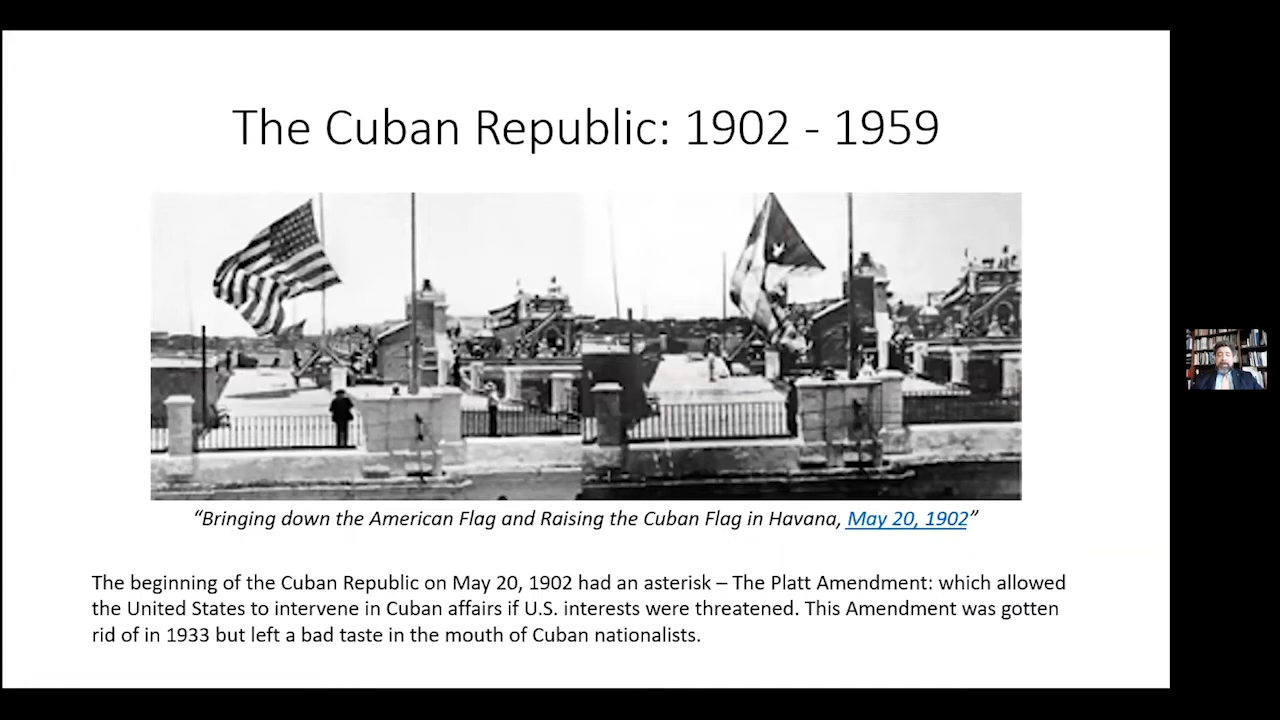 The Cuban Republic: 1902 - 1959
“Bringing down the American Flag and Raising the Cuban Flag in Havana, May 20, 1902”
The beginning of the Cuban Republic on May 20, 1902 had an asterisk – The Platt Amendment: which allowed
the United States to intervene in Cuban affairs if U.S. interests were threatened. This Amendment was gotten
rid of in 1933 but left a bad taste in the mouth of Cuban nationalists.